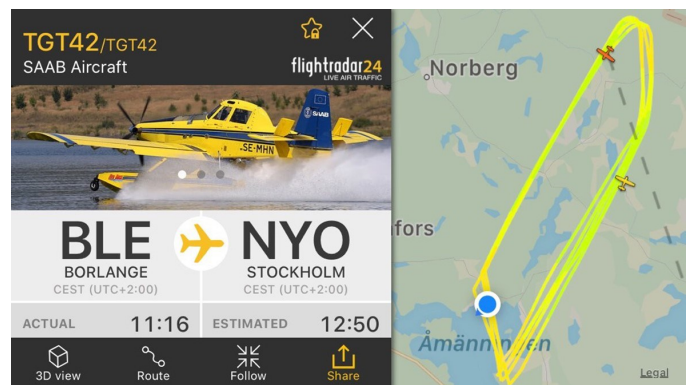 TGT42/TGT42
SAAB Aircraft
flightradar24
LIVE AIR TRAFFIC
SAAB
SE-MHN
BLE
NYO
BORLANGE
STOCKHOLM
CEST (UTC+2:00)
CEST (UTC+2:00)
ACTUAL 11:16
ESTIMATED 12:50
3D view
Route
Follow
Share
Norberg
fors
Åmänningen
Legal